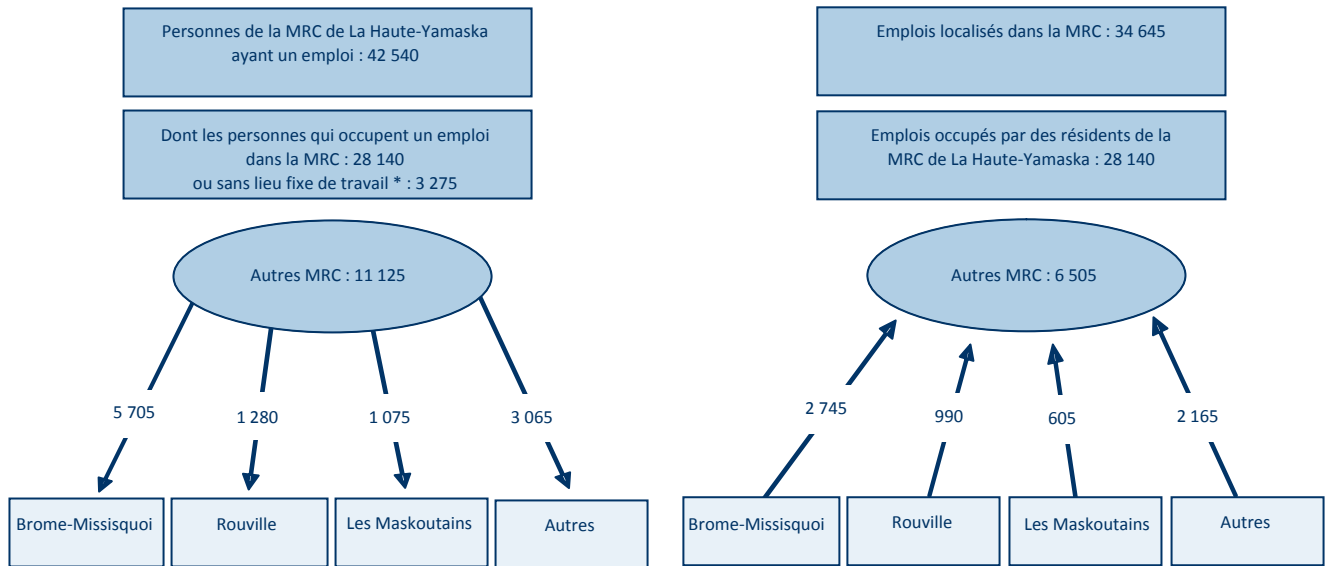 Personnes de la MRC de La Haute-Yamaska
ayant un emploi : 42 540
Dont les personnes qui occupent un emploi
dans la MRC : 28 140
ou sans lieu fixe de travail * : 3 275
Autres MRC : 11 125
5 705
1 280
1 075
3 065
Brome-Missisquoi
Rouville
Les Maskoutains
Autres
Emplois localisés dans la MRC : 34 645
Emplois occupés par des résidents de la
MRC de La Haute-Yamaska : 28 140
Autres MRC : 6 505
2 745
990
605
2 165
Brome-Missisquoi
Rouville
Les Maskoutains
Autres